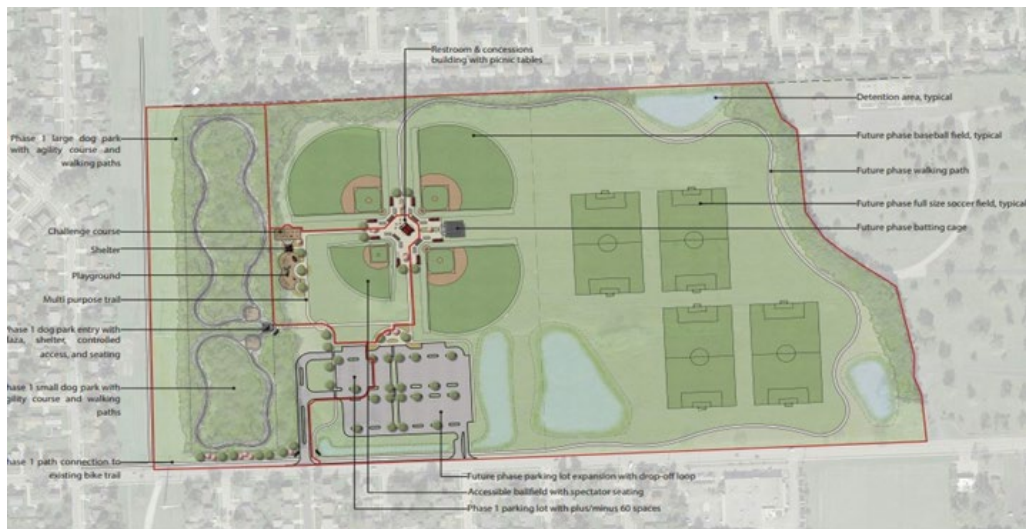 Restroom & concessions
building with picnic tables
Phase 1 large dog park
with agility course and
walking paths
Challenge course
Shelter
Playground
Multi purpose trail
Phase 1 dog park entry with
plaza, shelter, controlled
access, and seating
Phase 1 small dog park with
agility course and walking
paths
Phase 1 path connection to
existing bike trail
Detention area, typical
Future phase baseball field, typical
Future phase walking path
Future phase full size soccer field, typical
Future phase batting cage
Future phase parking lot expansion with drop-off loop
Accessible ballfield with spectator seating
Phase 1 parking lot with plus/minus 60 spaces